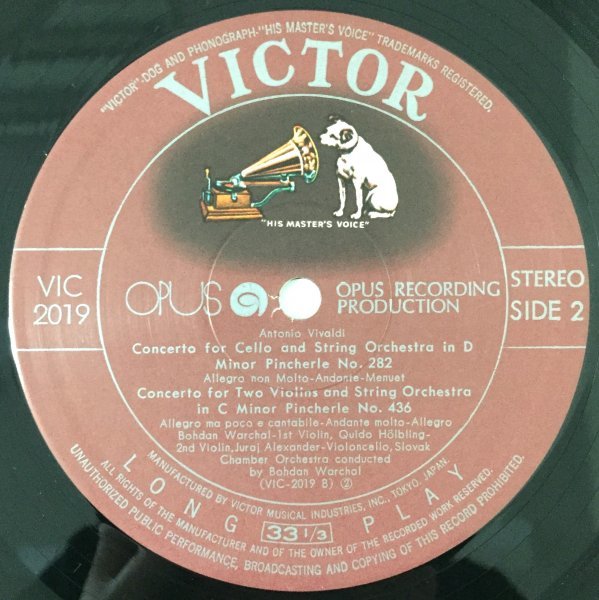 "VICTOR"-DOG AND PHONOGRAPH-"HIS MASTER'S VOICE" TRADEMARKS REGISTERED.
VICTOR
"HIS MASTER'S VOICE"
VIC
2019
OPUS
OPUS RECORDING
PRODUCTION
STEREO
SIDE 2
Antonio Vivaldi
Concerto for Cello and String Orchestra in D
Minor Pincherle No. 282
Allegro non Molto-Andante-Menuet
Concerto for Two Violins and String Orchestra
in C Minor Pincherle No. 436
Allegro ma poco e cantabile-Andante molto-Allegro
Bohdan Warchal-1st Violin, Quido Hölbling-
2nd Violin, Juraj Alexander-Violoncello, Slovak
Chamber Orchestra conducted
by Bohdan Warchal
(VIC-2019 B) ②
LONG PLAY
33 1/3
MANUFACTURED BY VICTOR MUSICAL INDUSTRIES, INC., TOKYO, JAPAN.
ALL RIGHTS OF THE MANUFACTURER AND OF THE OWNER OF THE RECORDED WORK RESERVED.
UNAUTHORIZED PUBLIC PERFORMANCE, BROADCASTING AND COPYING OF THIS RECORD PROHIBITED.